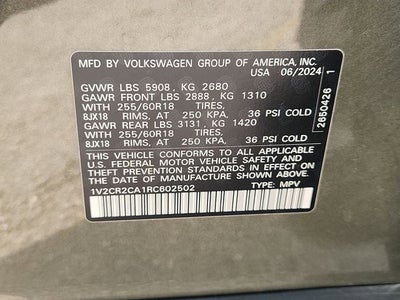 MFD. BY VOLKSWAGEN GROUP OF AMERICA, INC.
USA 06/2024
GVWR LBS 5908, KG 2680
GAWR FRONT LBS 2888, KG 1310
WITH 255/60R18 TIRES,
8JX18 RIMS, AT 250 KPA, 36 PSI COLD
GAWR REAR LBS 3131, KG 1420
WITH 255/60R18 TIRES,
8JX18 RIMS, AT 250 KPA, 36 PSI COLD
THIS VEHICLE CONFORMS TO ALL APPLICABLE
U.S. FEDERAL MOTOR VEHICLE SAFETY AND
THEFT PREVENTION STANDARDS IN EFFECT ON
THE DATE OF MANUFACTURE SHOWN ABOVE.
1V2CR2CA1RC602502 TYPE: MPV
2650426 1